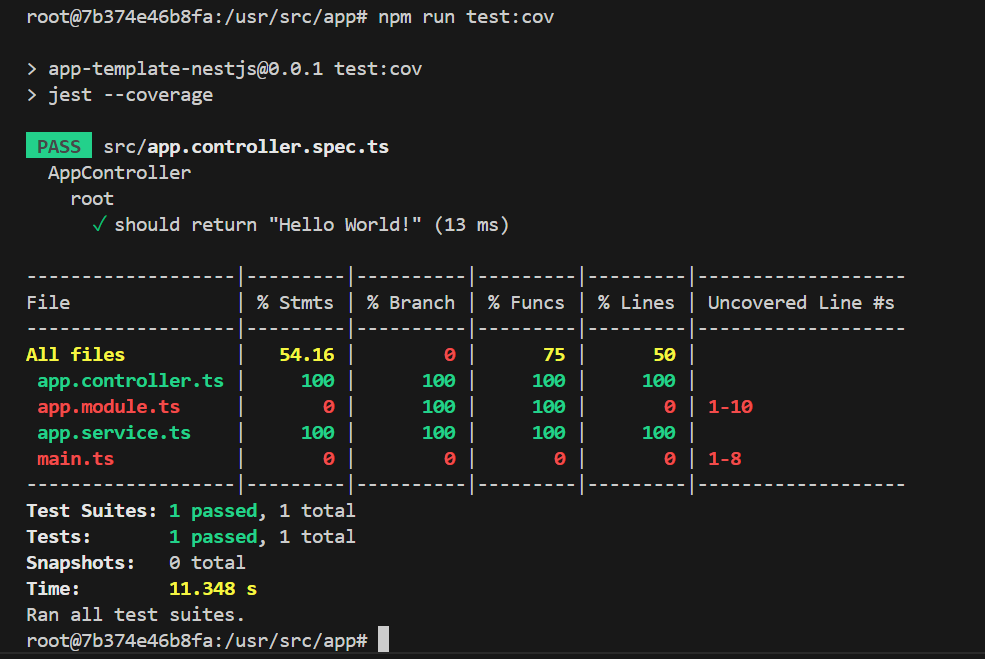 root@7b374e46b8fa:/usr/src/app# npm run test:cov
> app-template-nestjs@0.0.1 test:cov
> jest --coverage
PASS src/app.controller.spec.ts
AppController
root
✓ should return "Hello World!" (13 ms)
-------------------|---------|----------|---------|---------|-------------------
File               | % Stmts | % Branch | % Funcs | % Lines | Uncovered Line #s
-------------------|---------|----------|---------|---------|-------------------
All files          |   54.16 |        0 |      75 |      50 |
 app.controller.ts |     100 |      100 |     100 |     100 |
 app.module.ts     |       0 |      100 |     100 |       0 | 1-10
 app.service.ts    |     100 |      100 |     100 |     100 |
 main.ts           |       0 |        0 |       0 |       0 | 1-8
-------------------|---------|----------|---------|---------|-------------------
Test Suites: 1 passed, 1 total
Tests:       1 passed, 1 total
Snapshots:   0 total
Time:        11.348 s
Ran all test suites.
root@7b374e46b8fa:/usr/src/app#